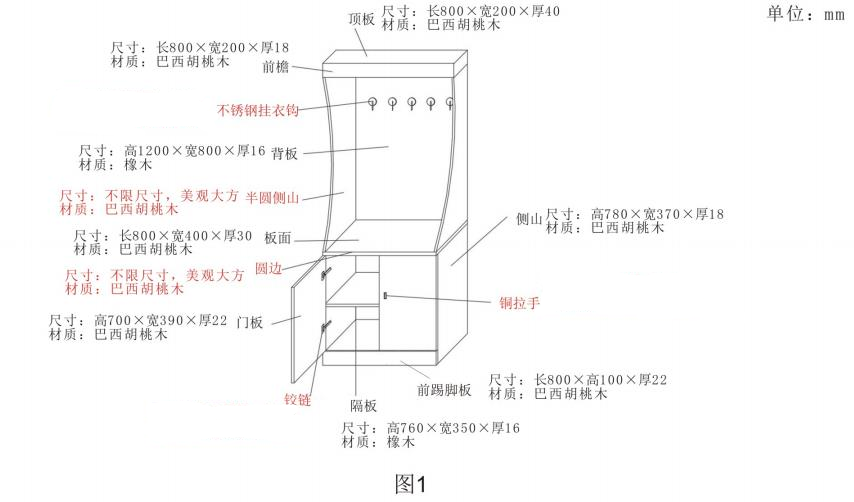 单位：mm
顶板
尺寸：长800×宽200×厚40
材质：巴西胡桃木
尺寸：长800×宽200×厚18
材质：巴西胡桃木
前檐
不锈钢挂衣钩
尺寸：高1200×宽800×厚16
材质：橡木
背板
尺寸：不限尺寸，美观大方
材质：巴西胡桃木
半圆侧山
侧山
尺寸：高780×宽370×厚18
材质：巴西胡桃木
尺寸：长800×宽400×厚30
材质：巴西胡桃木
板面
圆边
尺寸：不限尺寸，美观大方
材质：巴西胡桃木
铜拉手
尺寸：高700×宽390×厚22
材质：巴西胡桃木
门板
前踢脚板
尺寸：长800×高100×厚22
材质：巴西胡桃木
铰链
隔板
尺寸：高760×宽350×厚16
材质：橡木
图1